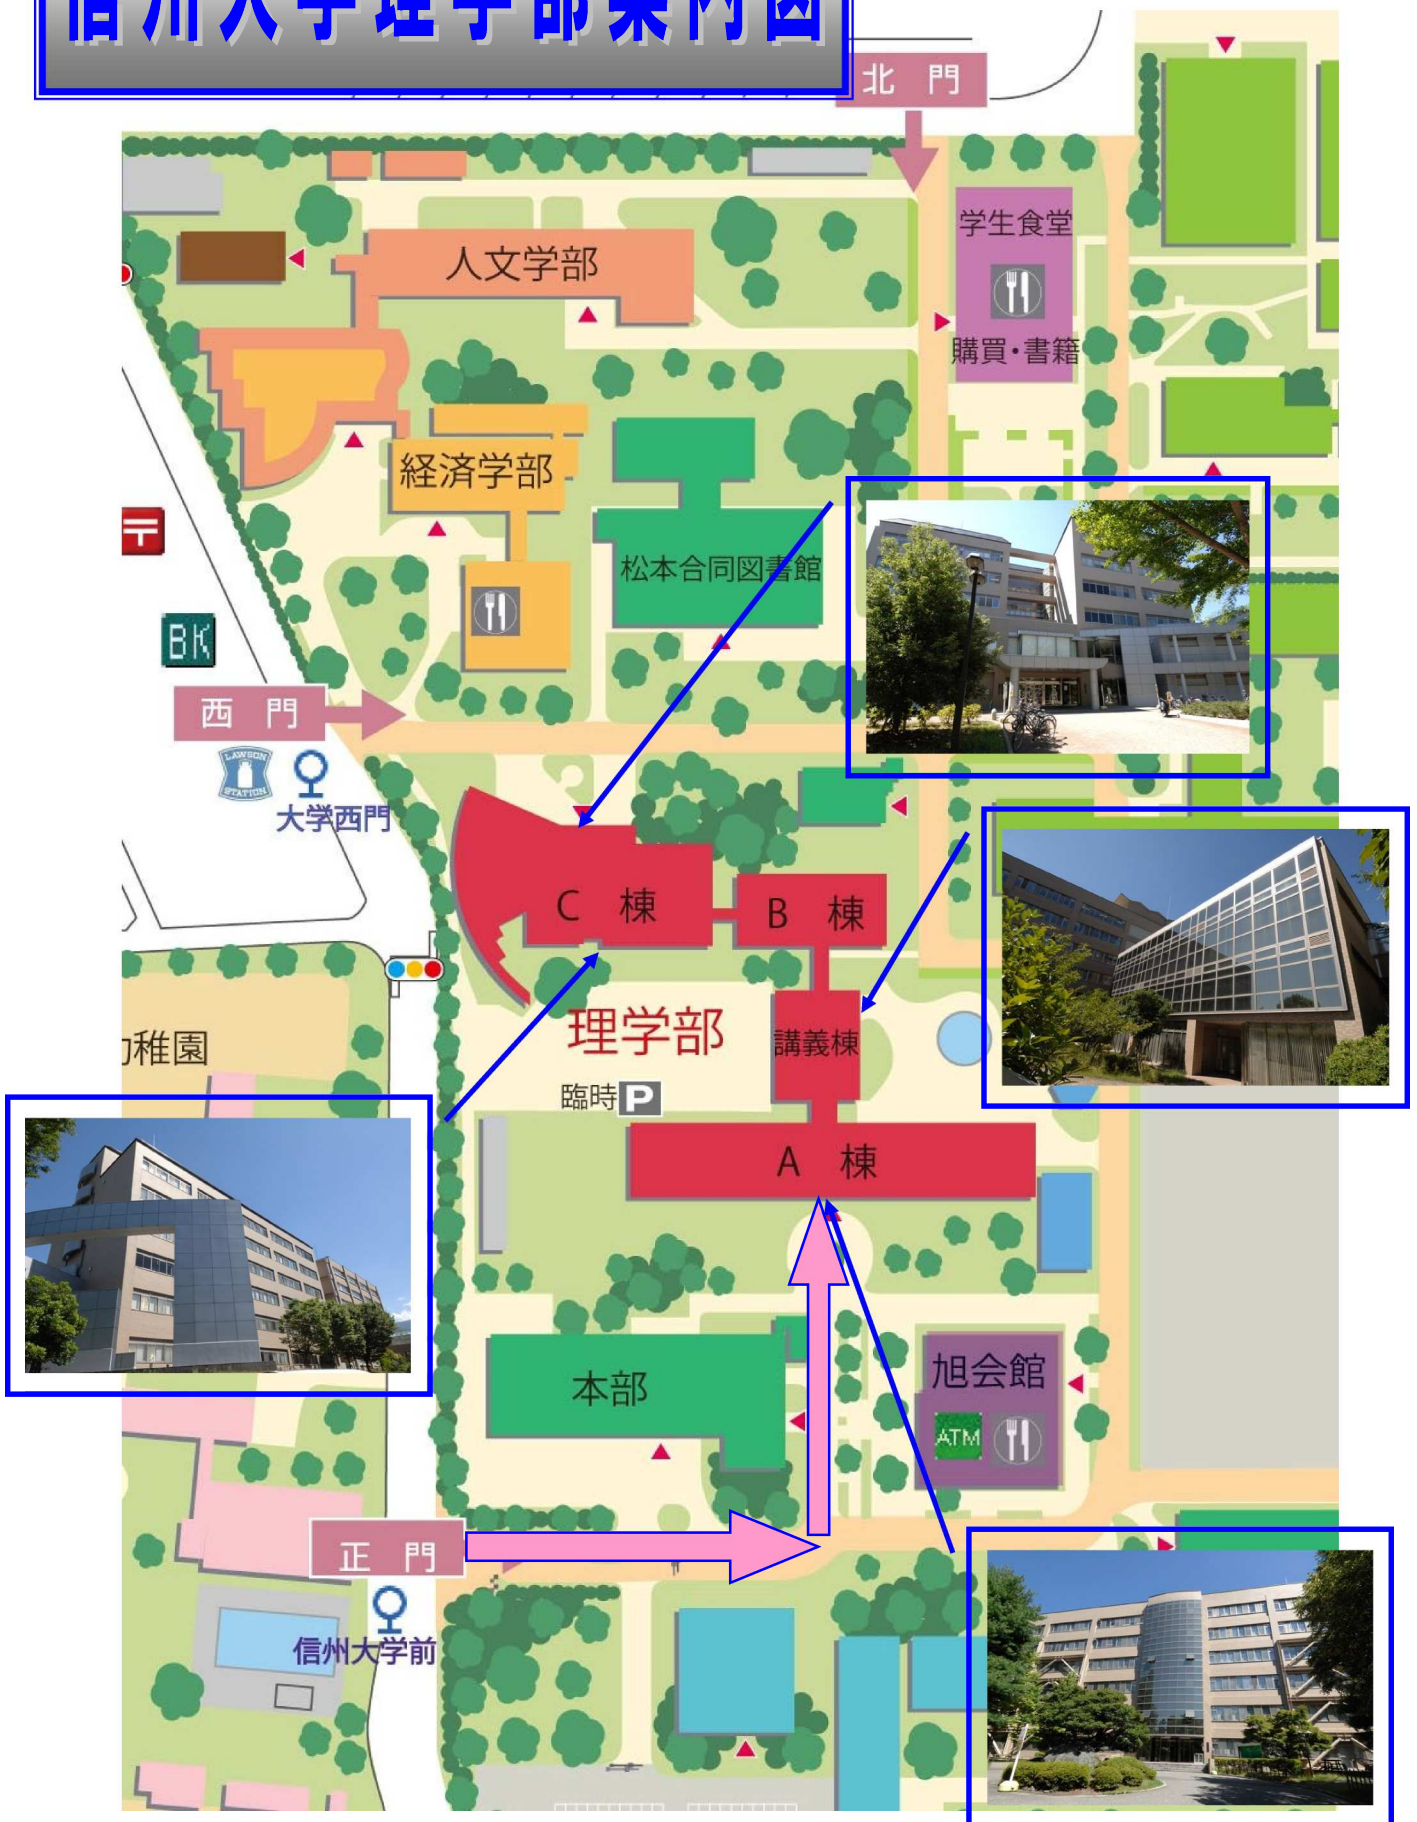 信州大学理学部案内図
北 門
学生食堂
人文学部
購買・書籍
経済学部
松本合同図書館
〒
BK
西 門
LAWSON
STATION
大学西門
C 棟
B 棟
理学部
講義棟
稚園
臨時 P
A 棟
旭会館
本部
ATM
正 門
信州大学前